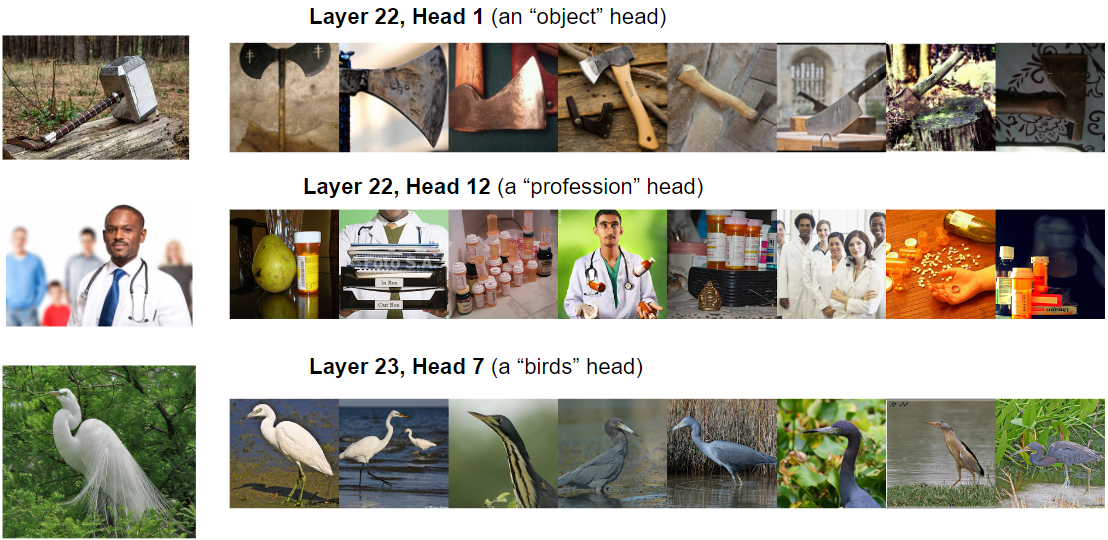 Layer 22, Head 1 (an “object” head)
Layer 22, Head 12 (a “profession” head)
In Box
Out Box
Layer 23, Head 7 (a “birds” head)